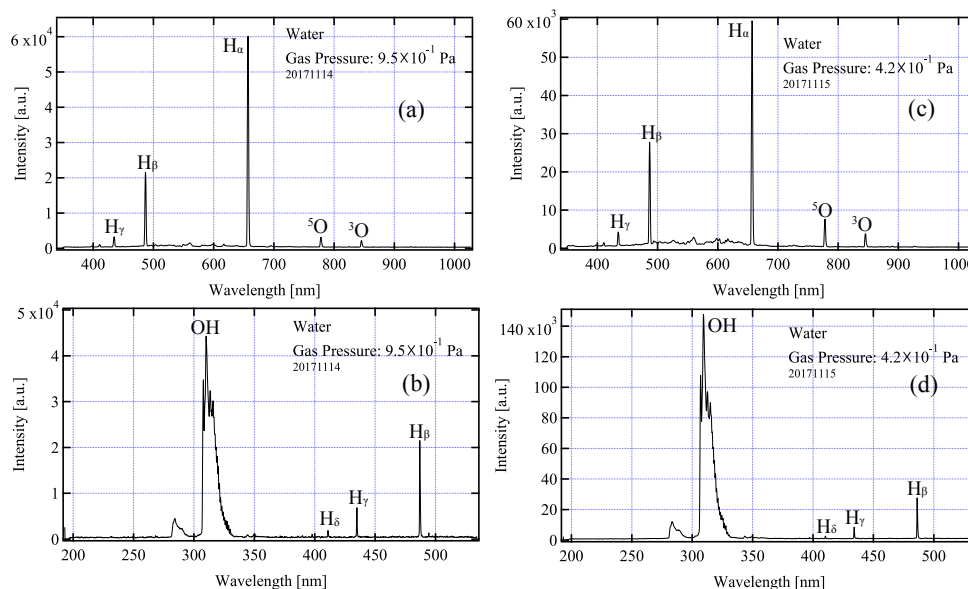 6 x10⁴
5
4
3
2
1
0
Intensity [a.u.]
Hγ
Hβ
Hα
⁵O
³O
Water
Gas Pressure: 9.5×10⁻¹ Pa
20171114
(a)
400 500 600 700 800 900 1000
Wavelength [nm]
60 x10³
50
40
30
20
10
0
Intensity [a.u.]
Hγ
Hβ
Hα
⁵O
³O
Water
Gas Pressure: 4.2×10⁻¹ Pa
20171115
(c)
400 500 600 700 800 900 1000
Wavelength [nm]
5 x10⁴
4
3
2
1
0
Intensity [a.u.]
OH
Hδ
Hγ
Hβ
Water
Gas Pressure: 9.5×10⁻¹ Pa
20171114
(b)
200 250 300 350 400 450 500
Wavelength [nm]
140 x10³
120
100
80
60
40
20
0
Intensity [a.u.]
OH
Hδ
Hγ
Hβ
Water
Gas Pressure: 4.2×10⁻¹ Pa
20171115
(d)
200 250 300 350 400 450 500
Wavelength [nm]